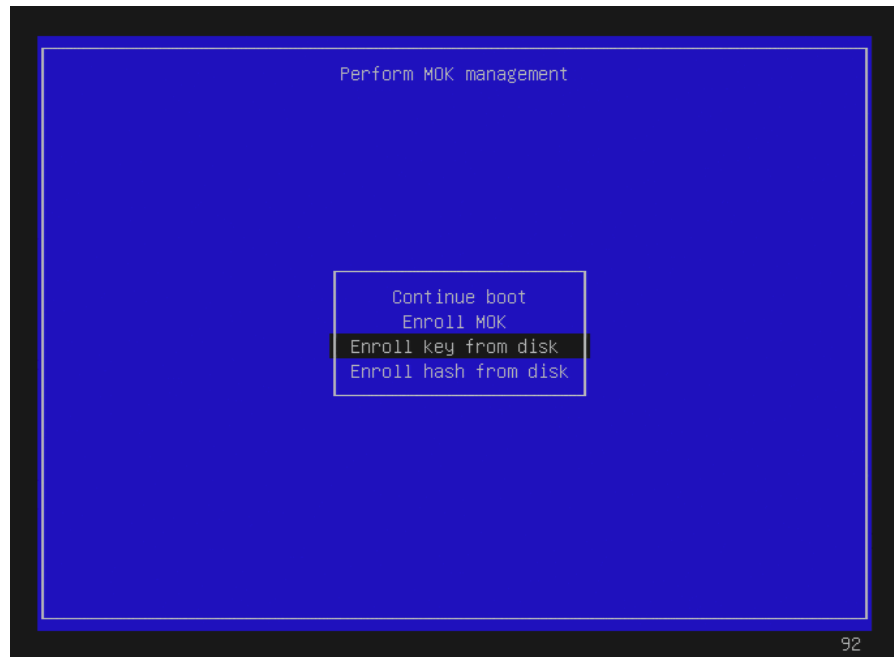 Perform MOK management
Continue boot
Enroll MOK
Enroll key from disk
Enroll hash from disk
92